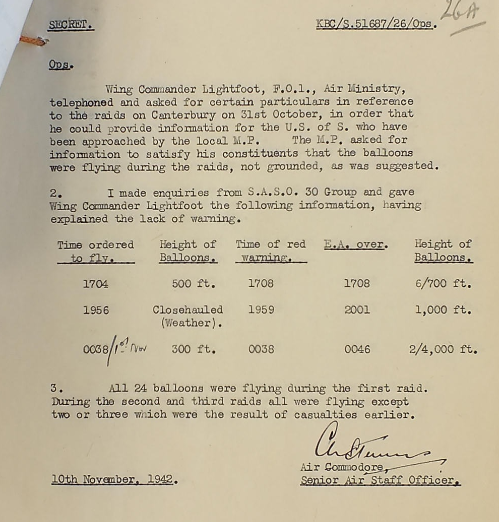 26A
SECRET.    KBC/S.51687/26/Ops.
Ops.
Wing Commander Lightfoot, F.O.1., Air Ministry,
telephoned and asked for certain particulars in reference
to the raids on Canterbury on 31st October, in order that
he could provide information for the U.S. of S. who have
been approached by the local M.P.    The M.P. asked for
information to satisfy his constituents that the balloons
were flying during the raids, not grounded, as was suggested.
2.    I made enquiries from S.A.S.O. 30 Group and gave
Wing Commander Lightfoot the following information, having
explained the lack of warning.
Time ordered    Height of    Time of red    E.A. over.    Height of
to fly.    Balloons.    warning.    Balloons.
1704    500 ft.    1708    1708    6/700 ft.
1956    Closehauled    1959    2001    1,000 ft.
(Weather).
0038/1st Nov    300 ft.    0038    0046    2/4,000 ft.
3.    All 24 balloons were flying during the first raid.
During the second and third raids all were flying except
two or three which were the result of casualties earlier.
Air Commodore,
10th November, 1942.    Senior Air Staff Officer.